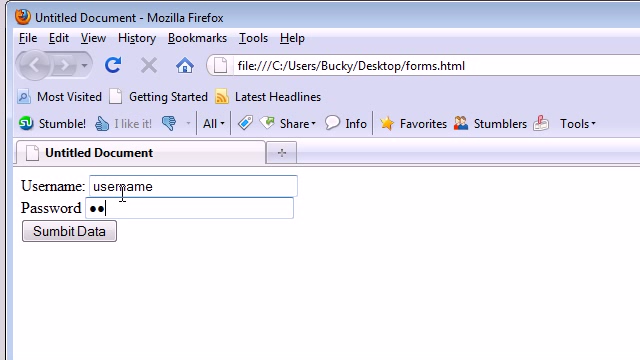 Untitled Document - Mozilla Firefox
File Edit View History Bookmarks Tools Help
file:///C:/Users/Bucky/Desktop/forms.html
Most Visited Getting Started Latest Headlines
Stumble! I like it! All Share Info Favorites Stumblers Tools
Untitled Document
Username: username
Password ●●
Sumbit Data